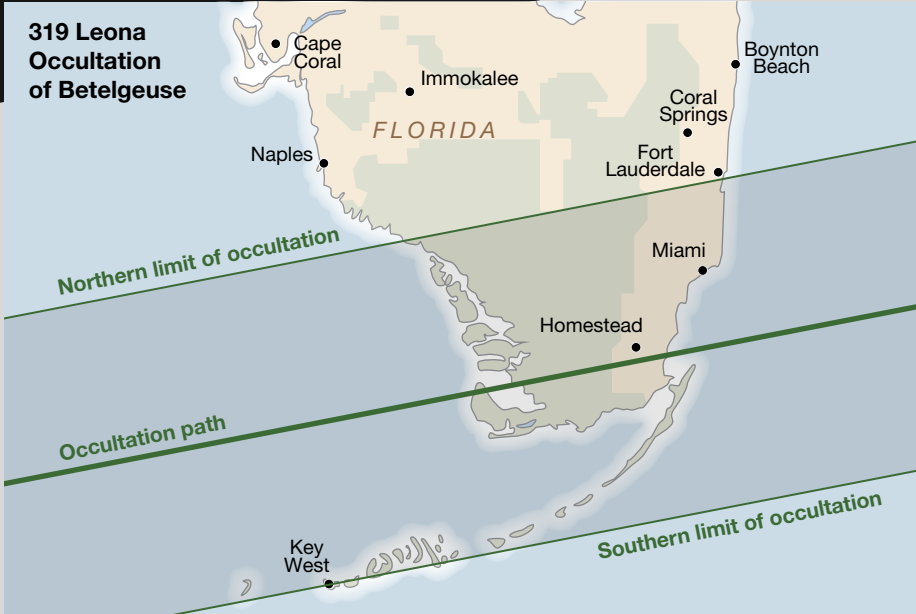 319 Leona
Occultation
of Betelgeuse
Cape
Coral
Immokalee
Boynton
Beach
Coral
Springs
FLORIDA
Naples
Fort
Lauderdale
Northern limit of occultation
Miami
Homestead
Occultation path
Southern limit of occultation
Key
West